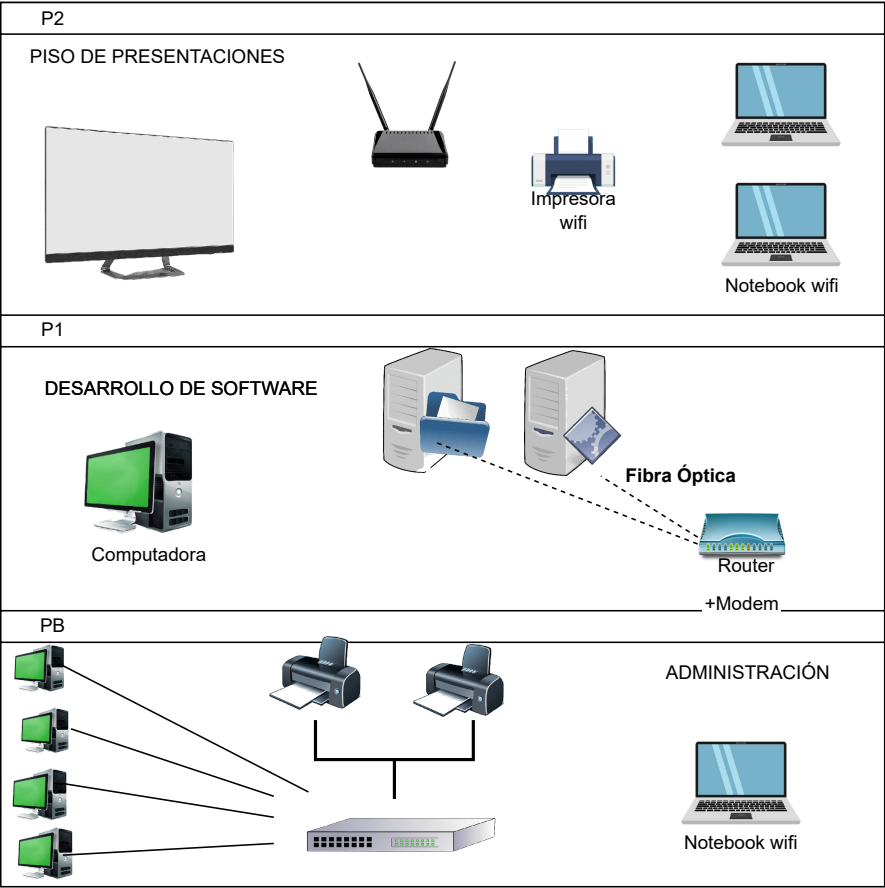 P2
PISO DE PRESENTACIONES
Impresora
wifi
Notebook wifi
P1
DESARROLLO DE SOFTWARE
Fibra Óptica
Computadora
Router
+Modem
PB
ADMINISTRACIÓN
Notebook wifi